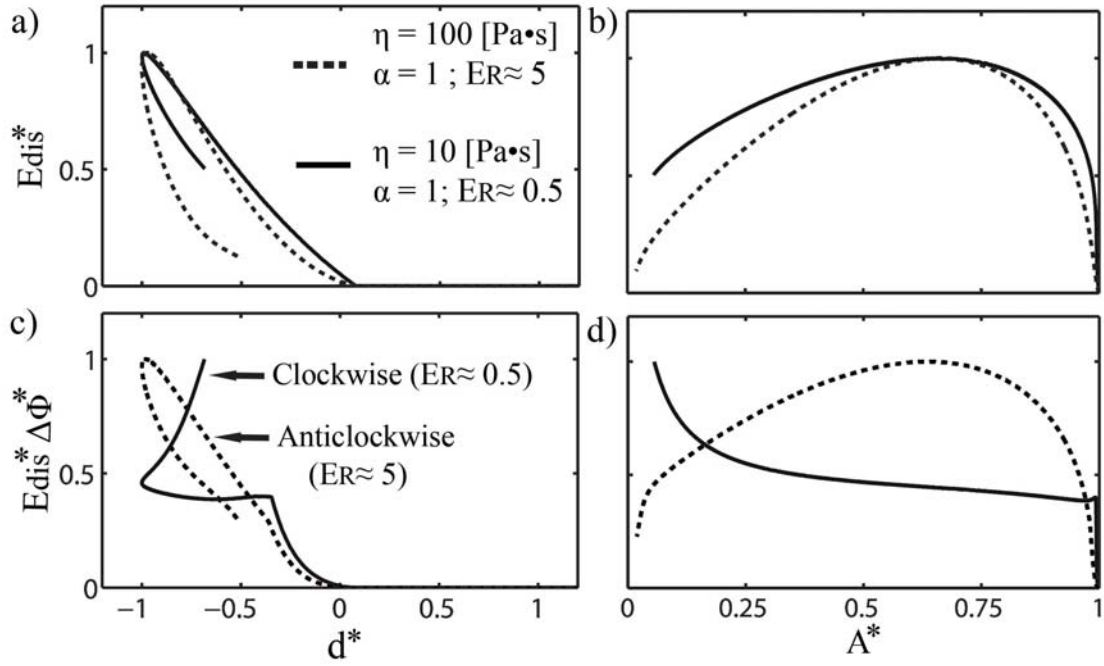 a)
b)
η = 100 [Pa•s]
α = 1 ; ER≈ 5
η = 10 [Pa•s]
α = 1; ER≈ 0.5
1
0.5
0
Edis*
c)
d)
Clockwise (ER≈ 0.5)
Anticlockwise
(ER≈ 5)
1
0.5
0
Edis* ΔΦ*
−1 −0.5 0 0.5 1
0 0.25 0.5 0.75 1
d*
A*